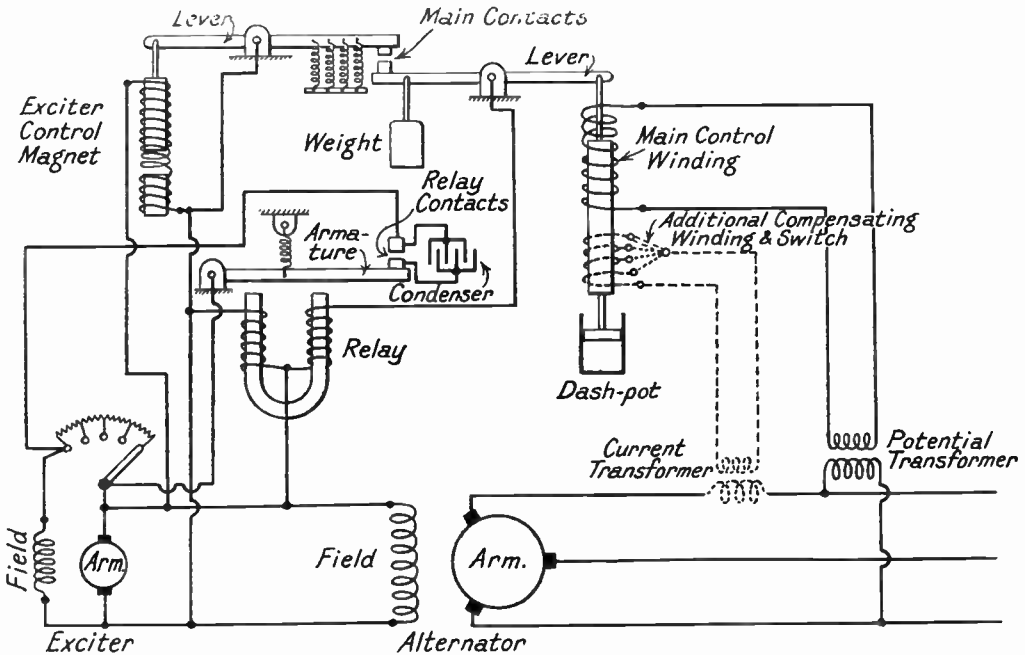 Lever
Main Contacts
Lever
Exciter
Control
Magnet
Weight
Main Control
Winding
Relay
Contacts
Arma-
ture
Additional Compensating
Winding & Switch
Condenser
Relay
Dash-pot
Current
Transformer
Potential
Transformer
Field
Arm.
Field
Arm.
Exciter
Alternator